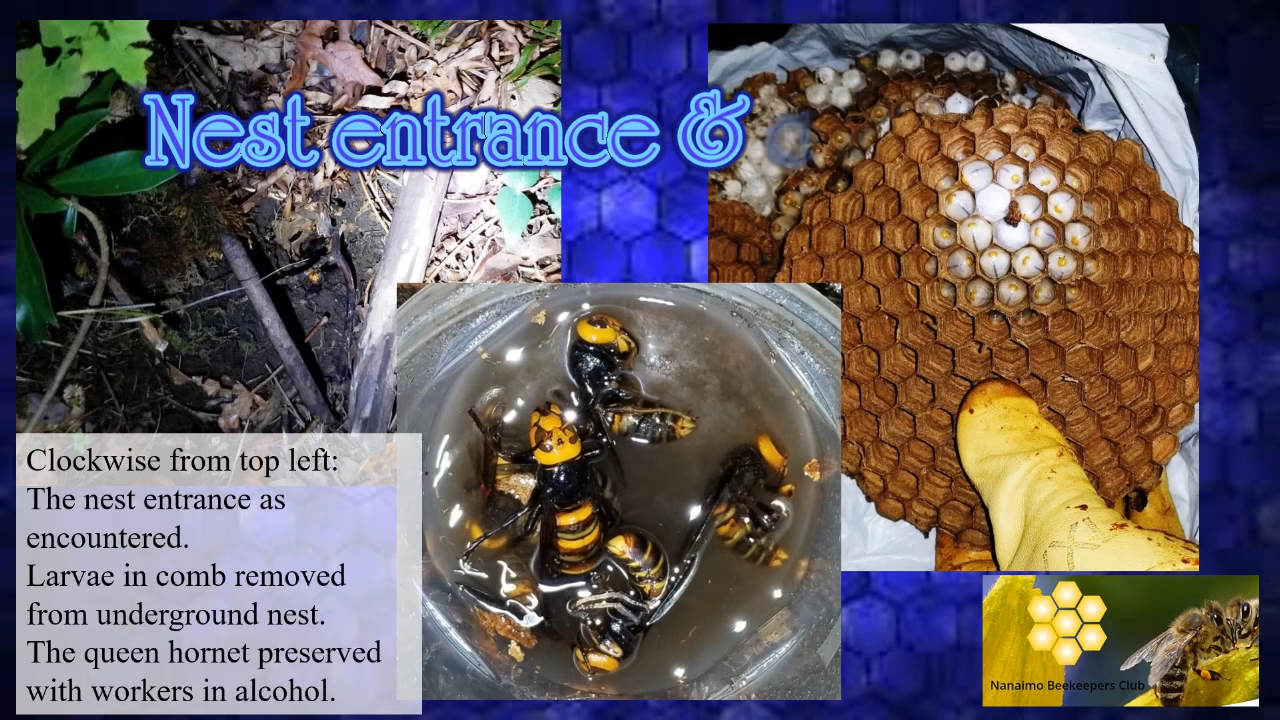 Nest entrance &
Clockwise from top left:
The nest entrance as
encountered.
Larvae in comb removed
from underground nest.
The queen hornet preserved
with workers in alcohol.
Nanaimo Beekeepers Club